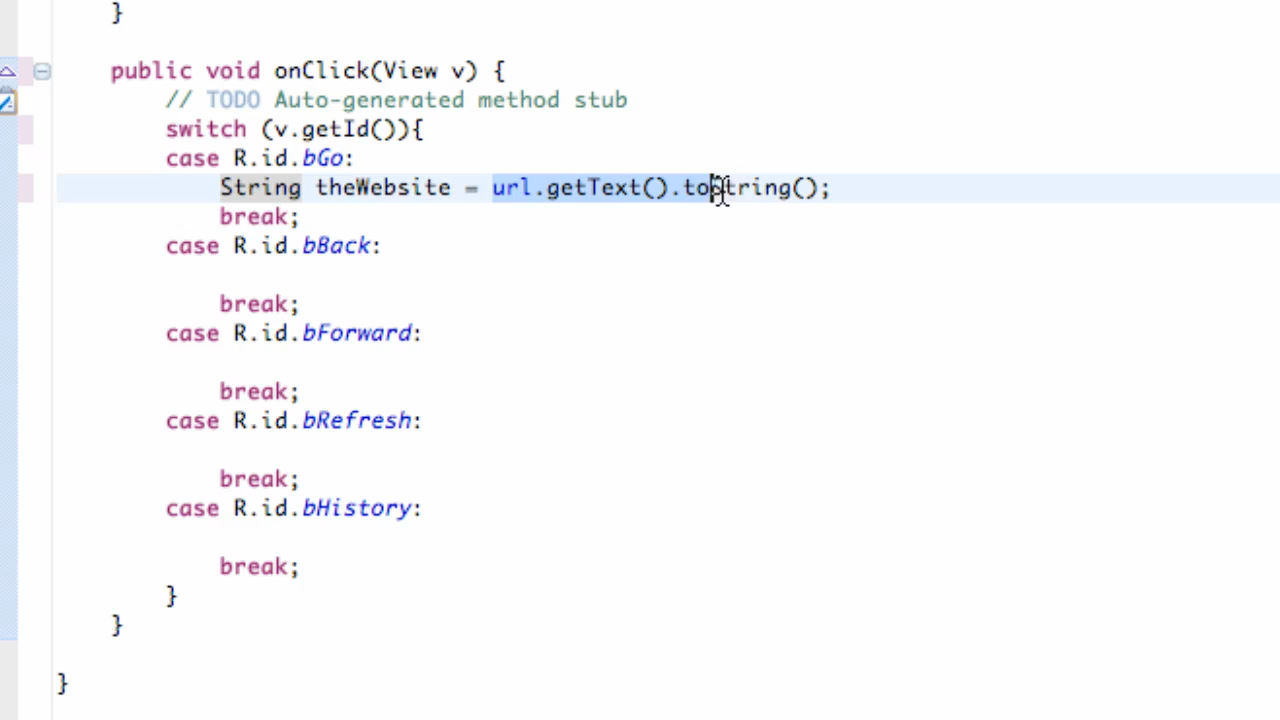 }
public void onClick(View v) {
// TODO Auto-generated method stub
switch (v.getId()){
case R.id.bGo:
String theWebsite = url.getText().toString();
break;
case R.id.bBack:
break;
case R.id.bForward:
break;
case R.id.bRefresh:
break;
case R.id.bHistory:
break;
}
}
}